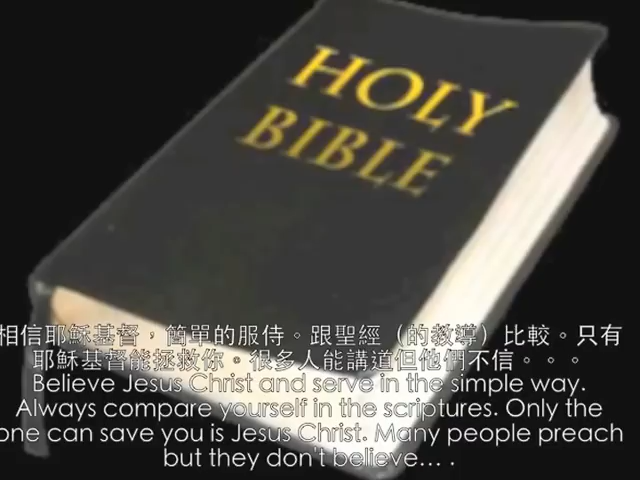 HOLY
BIBLE
相信耶穌基督，簡單的服侍。跟聖經（的教導）比較。只有
耶穌基督能拯救你。很多人能講道但他們不信。。。
Believe Jesus Christ and serve in the simple way.
Always compare yourself in the scriptures. Only the
one can save you is Jesus Christ. Many people preach
but they don't believe... .